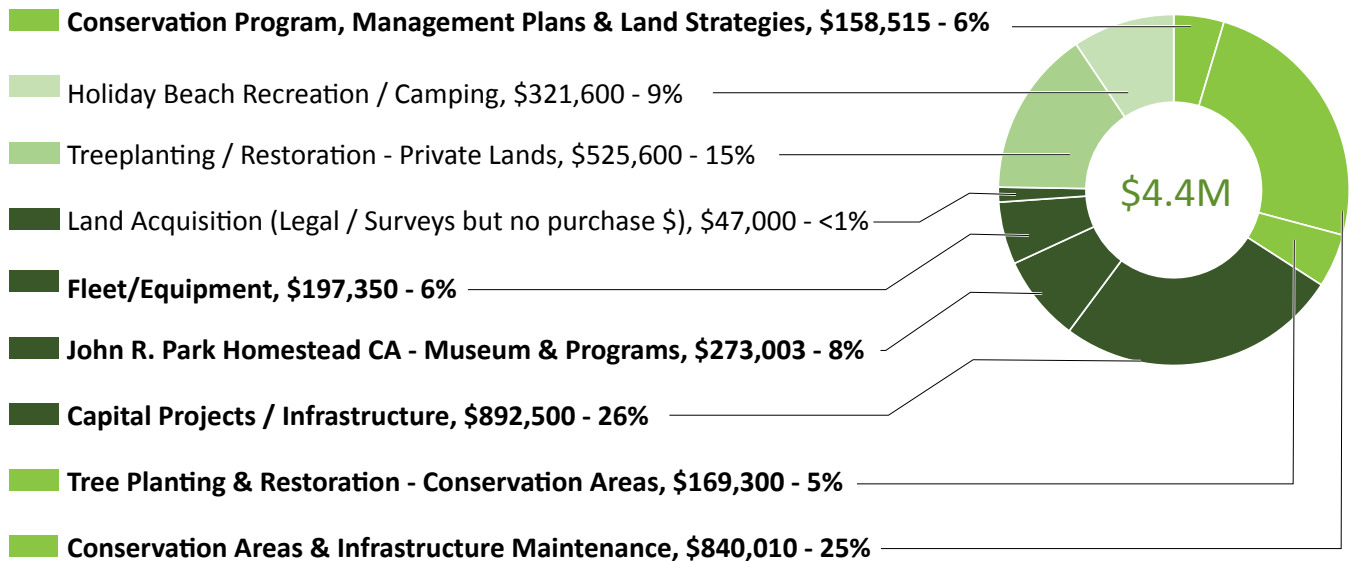 Conservation Program, Management Plans & Land Strategies, $158,515 - 6%
Holiday Beach Recreation / Camping, $321,600 - 9%
Treeplanting / Restoration - Private Lands, $525,600 - 15%
$4.4M
Land Acquisition (Legal / Surveys but no purchase $), $47,000 - <1%
Fleet/Equipment, $197,350 - 6%
John R. Park Homestead CA - Museum & Programs, $273,003 - 8%
Capital Projects / Infrastructure, $892,500 - 26%
Tree Planting & Restoration - Conservation Areas, $169,300 - 5%
Conservation Areas & Infrastructure Maintenance, $840,010 - 25%